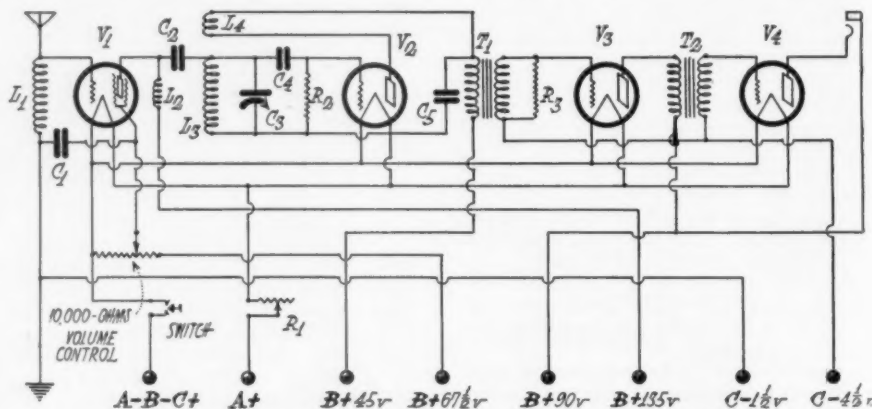 L4
V1
C2
C4
V2
T1
V3
T2
V4
L1
L2
L3
C3
R2
C5
R3
C1
10,000-OHMS
VOLUME
CONTROL
SWITCH
R1
A-B-C+ A+ B+45v B+67½v B+90v B+135v C-1½v C-4½v